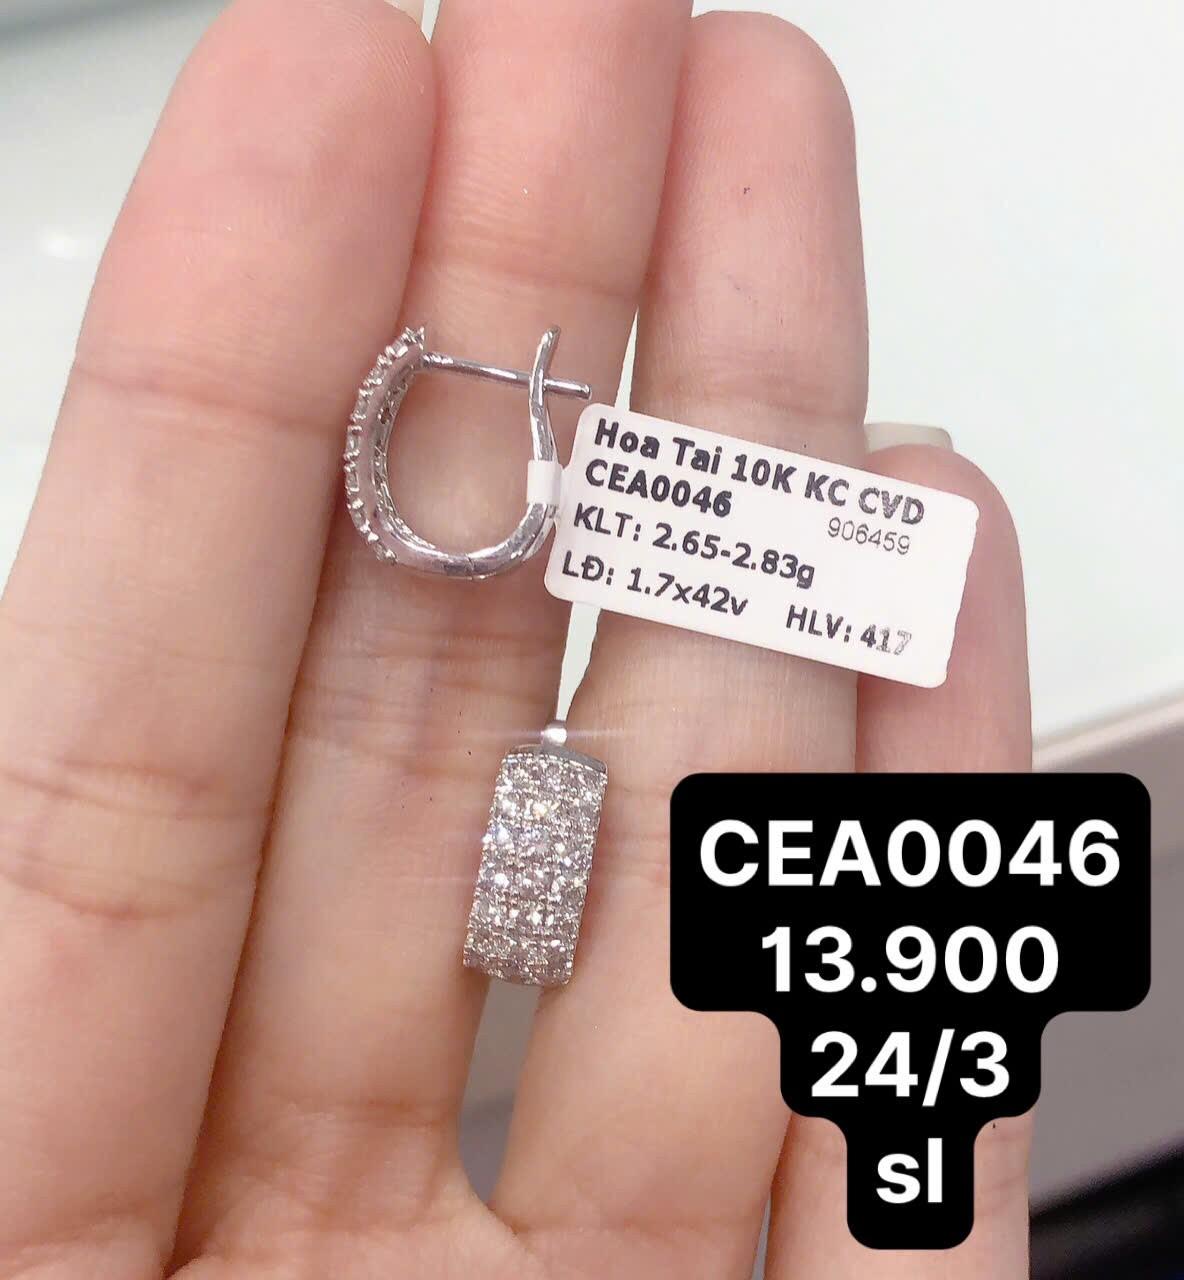 Hoa Tai 10K KC CVD
CEA0046
906459
KLT: 2.65-2.83g
LĐ: 1.7x42v HLV: 417
CEA0046
13.900
24/3
sl